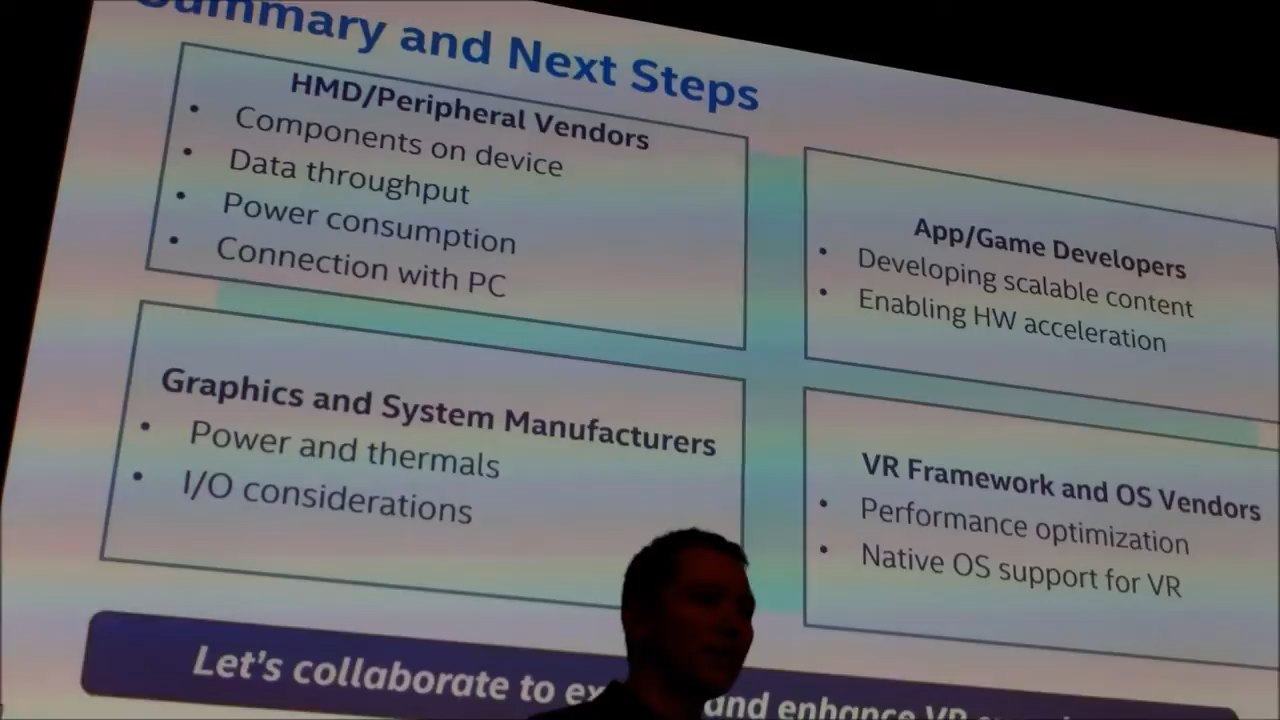 Summary and Next Steps
HMD/Peripheral Vendors
• Components on device
• Data throughput
• Power consumption
• Connection with PC
App/Game Developers
• Developing scalable content
• Enabling HW acceleration
Graphics and System Manufacturers
• Power and thermals
• I/O considerations
VR Framework and OS Vendors
• Performance optimization
• Native OS support for VR
Let's collaborate to and enhance VR